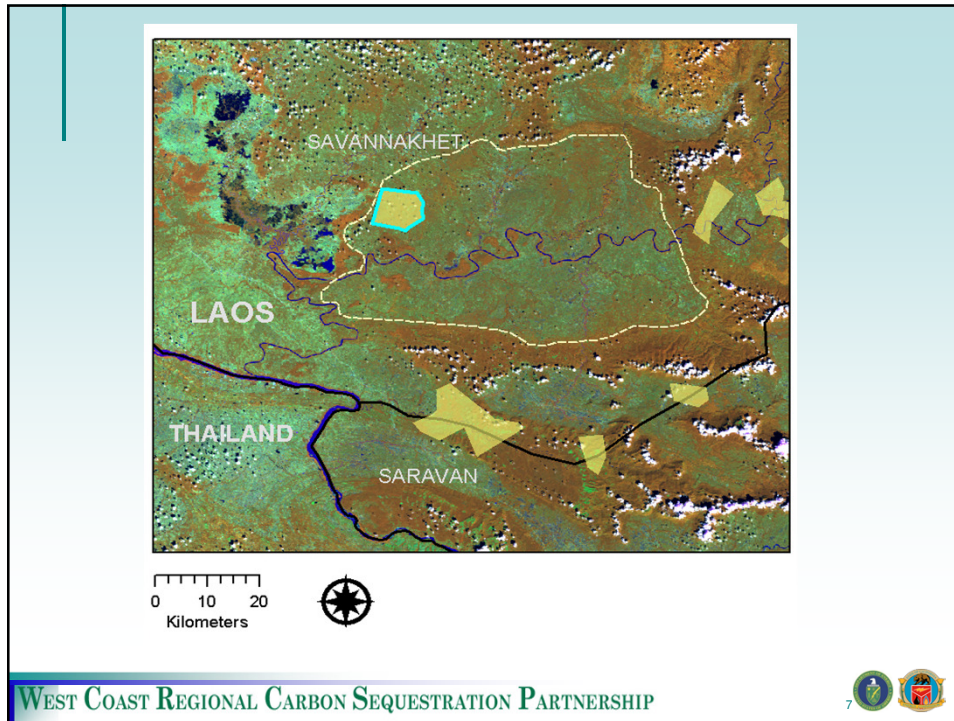 SAVANNAKHET
LAOS
THAILAND
SARAVAN
0 10 20
Kilometers
WEST COAST REGIONAL CARBON SEQUESTRATION PARTNERSHIP
7